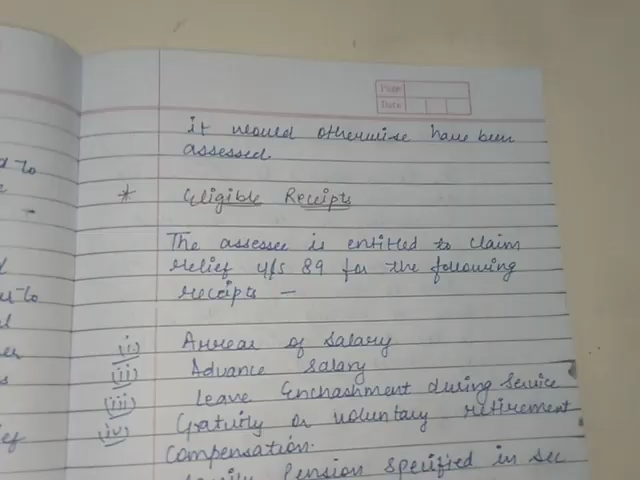 Page
Date
it would otherwise have been
assessed.
* Eligible Receipts
The assessee is entitled to claim
relief u/s 89 for the following
receipts —
(i) Arrear of salary
(ii) Advance salary
(iii) Leave Enchashment during service
(iv) Gratuity or voluntary retirement
compensation.
Pension specified in sec